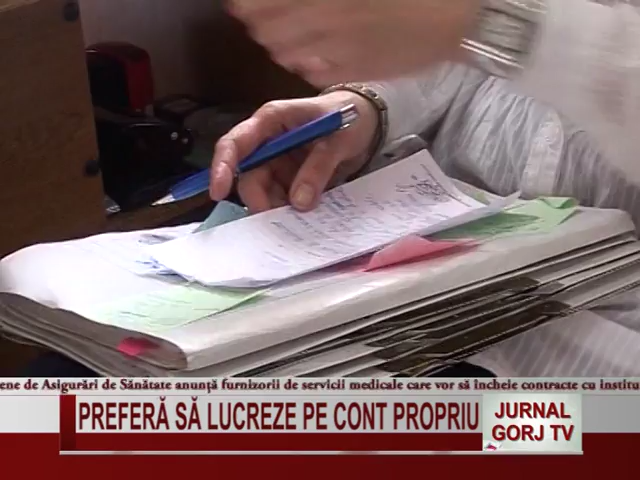 ene de Asigurări de Sănătate anunţă furnizorii de servicii medicale care vor să încheie contracte cu institu
PREFERĂ SĂ LUCREZE PE CONT PROPRIU
JURNAL
GORJ TV